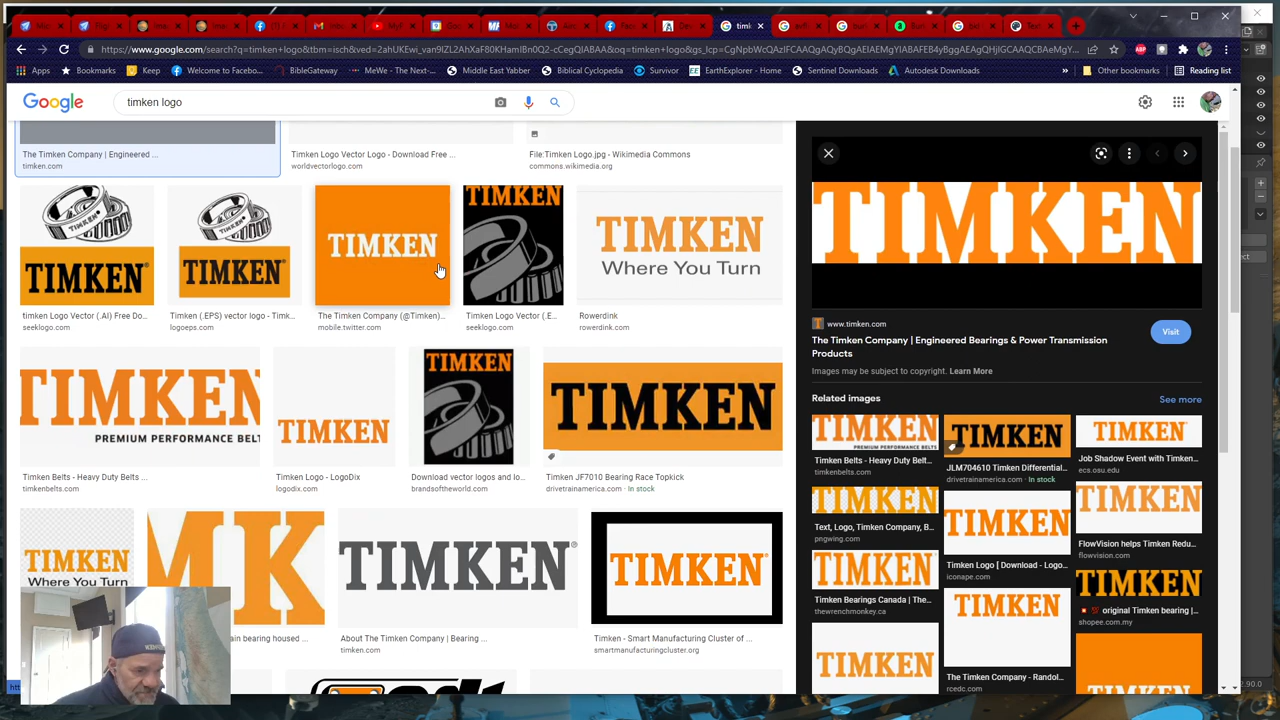 https://www.google.com/search?q=timken+logo&tbm=isch&ved=2ahUKEwi_van9lZL2AhXaF80KHamIBn0Q2-cCegQIABAA&oq=timken+logo&gs_lcp=
Apps
Bookmarks
Keep
Welcome to Facebo...
BibleGateway
MeWe - The Next-...
Middle East Yabber
Biblical Cyclopedia
Survivor
EarthExplorer - Home
Sentinel Downloads
Autodesk Downloads
»
Other bookmarks
Reading list
Google
timken logo
The Timken Company | Engineered ...
timken.com
Timken Logo Vector Logo - Download Free ...
worldvectorlogo.com
File:Timken Logo.jpg - Wikimedia Commons
commons.wikimedia.org
TIMKEN®
TIMKEN®
TIMKEN
TIMKEN
TIMKEN
Where You Turn
timken Logo Vector (.AI) Free Do...
seeklogo.com
Timken (.EPS) vector logo - Timk...
logoeps.com
The Timken Company (@Timken)...
mobile.twitter.com
Timken Logo Vector (.E...
seeklogo.com
Rowerdink
rowerdink.com
TIMKEN
PREMIUM PERFORMANCE BELT
TIMKEN
TIMKEN
TIMKEN
Timken Belts - Heavy Duty Belts ...
timkenbelts.com
Timken Logo - LogoDix
logodix.com
Download vector logos and lo...
brandsoftheworld.com
Timken JF7010 Bearing Race Topkick
drivetrainamerica.com · In stock
TIMKEN
Where You Turn
MK
TIMKEN®
TIMKEN
ain bearing housed ...
About The Timken Company | Bearing ...
timken.com
Timken - Smart Manufacturing Cluster of ...
smartmanufacturingcluster.org
TIMKEN
www.timken.com
The Timken Company | Engineered Bearings & Power Transmission
Products
Visit
Images may be subject to copyright. Learn More
Related images
See more
TIMKEN
PREMIUM PERFORMANCE BELTS
Timken Belts - Heavy Duty Belt...
timkenbelts.com
TIMKEN
JLM704610 Timken Differential...
drivetrainamerica.com · In stock
TIMKEN
Job Shadow Event with Timken...
ecs.osu.edu
TIMKEN
Text, Logo, Timken Company, B...
pngwing.com
TIMKEN
Timken Logo [ Download - Logo...
iconape.com
TIMKEN
FlowVision helps Timken Redu...
flowvision.com
TIMKEN
Timken Bearings Canada | The...
thewrenchmonkey.ca
TIMKEN
The Timken Company - Randol...
rcedc.com
TIMKEN
original Timken bearing |...
shopee.com.my
TIMKEN
TIMKEN